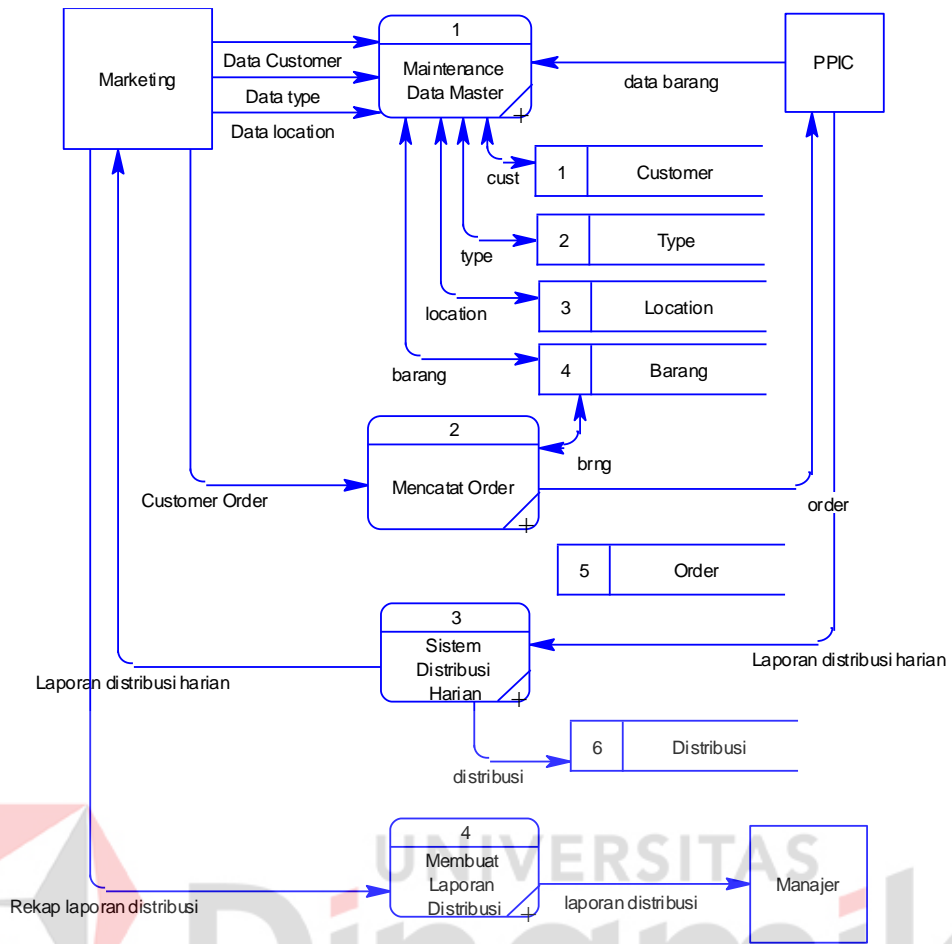 1
Marketing
Maintenance
Data Master
PPIC
Data Customer
Data type
Data location
data barang
cust
1 Customer
type
2 Type
location
3 Location
barang
4 Barang
brng
2
Mencatat Order
Customer Order
order
5 Order
3
Sistem
Distribusi
Harian
Laporan distribusi harian
Laporan distribusi harian
distribusi
6 Distribusi
4
Membuat
Laporan
Distribusi
Rekap laporan distribusi
laporan distribusi
Manajer
UNIVERSITAS
Dinamik